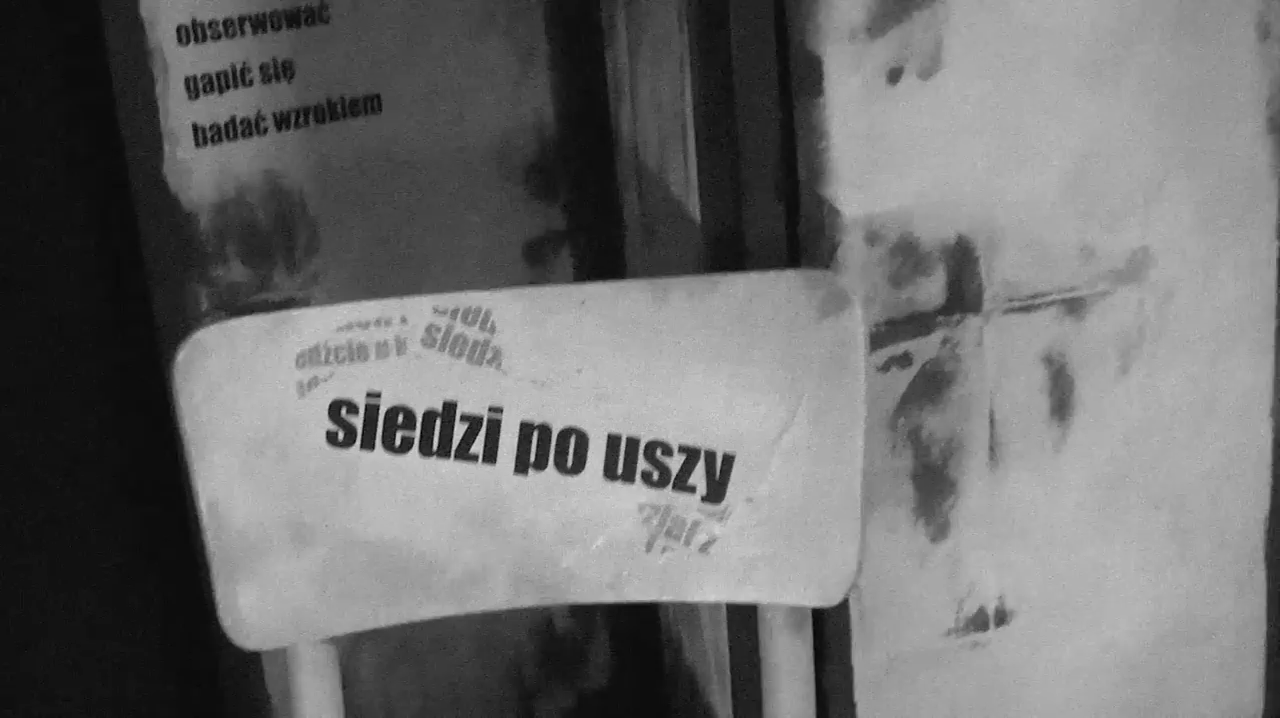 obserwować
gapić się
badać wzrokiem
siedzi po uszy